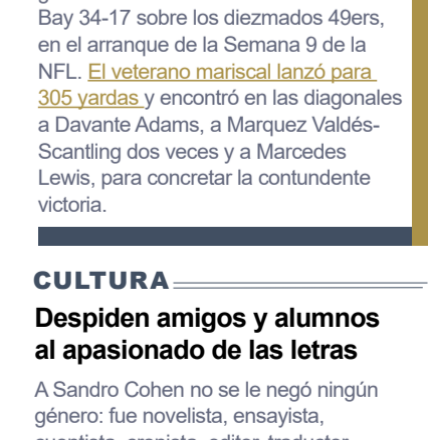 Bay 34-17 sobre los diezmados 49ers,
en el arranque de la Semana 9 de la
NFL. El veterano mariscal lanzó para
305 yardas y encontró en las diagonales
a Davante Adams, a Marquez Valdés-
Scantling dos veces y a Marcedes
Lewis, para concretar la contundente
victoria.
CULTURA
Despiden amigos y alumnos
al apasionado de las letras
A Sandro Cohen no se le negó ningún
género: fue novelista, ensayista,